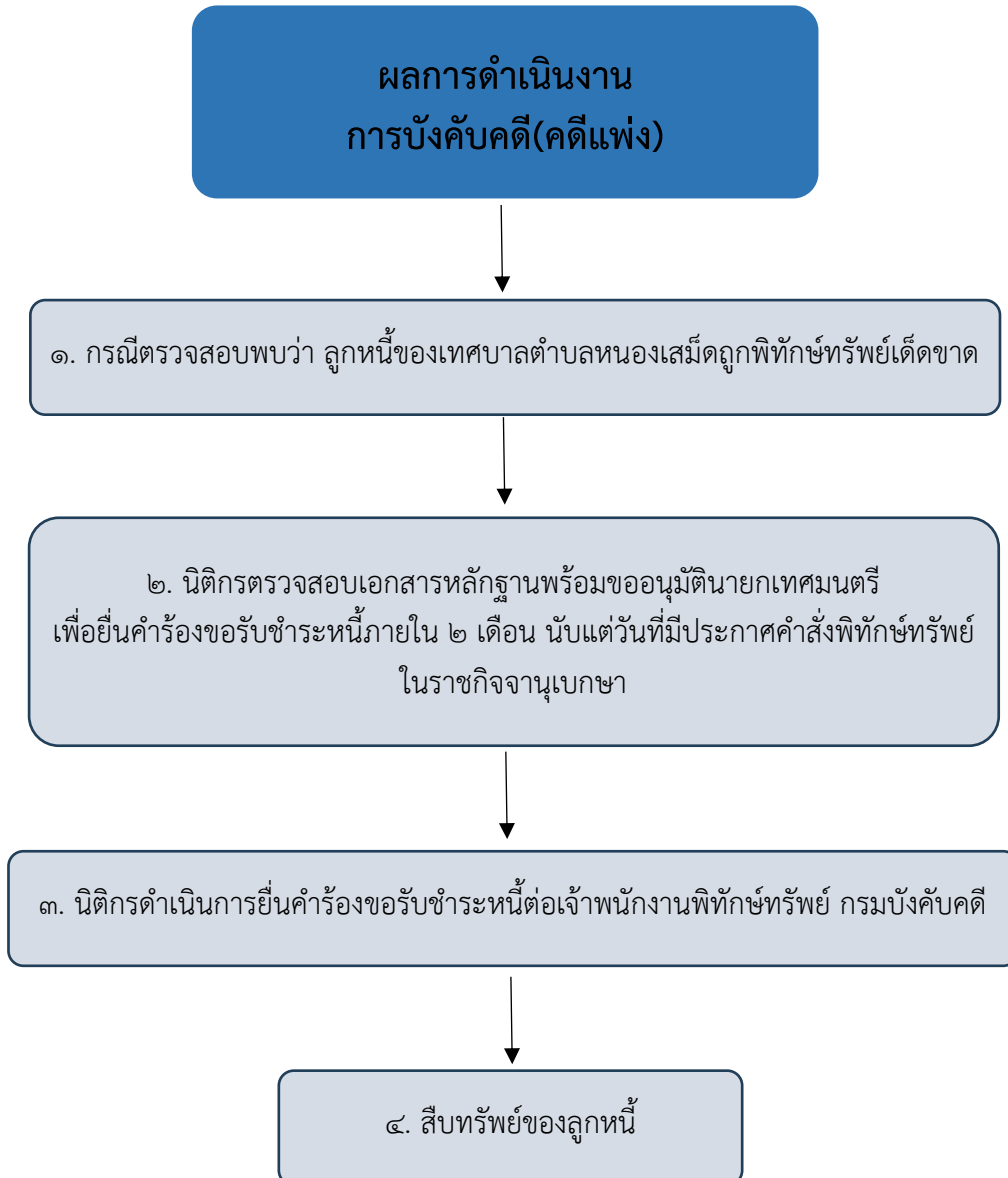 ผลการดำเนินงาน
การบังคับคดี(คดีแพ่ง)
๑. กรณีตรวจสอบพบว่า ลูกหนี้ของเทศบาลตำบลหนองเสม็ดถูกพิทักษ์ทรัพย์เด็ดขาด
๒. นิติกรตรวจสอบเอกสารหลักฐานพร้อมขออนุมัตินายกเทศมนตรี
เพื่อยื่นคำร้องขอรับชำระหนี้ภายใน ๒ เดือน นับแต่วันที่มีประกาศคำสั่งพิทักษ์ทรัพย์
ในราชกิจจานุเบกษา
๓. นิติกรดำเนินการยื่นคำร้องขอรับชำระหนี้ต่อเจ้าพนักงานพิทักษ์ทรัพย์ กรมบังคับคดี
๔. สืบทรัพย์ของลูกหนี้